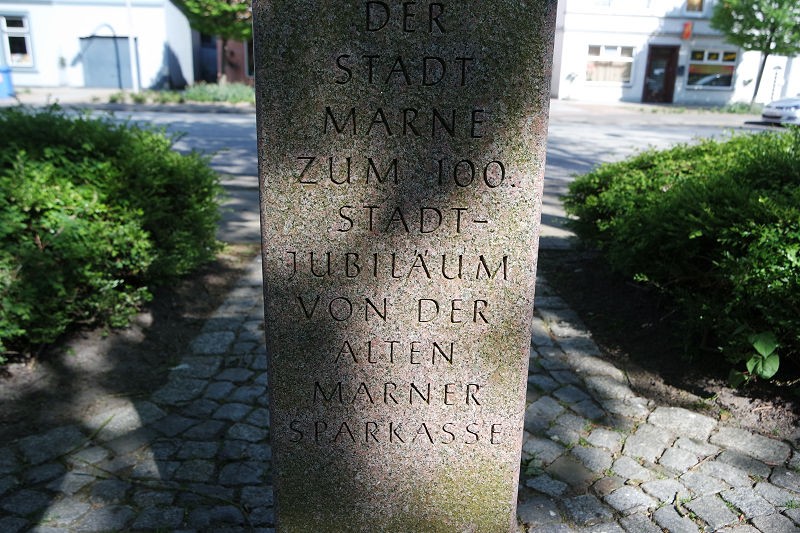 DER
STADT
MARNE
ZUM 100.
STADT-
JUBILÄUM
VON DER
ALTEN
MARNER
SPARKASSE